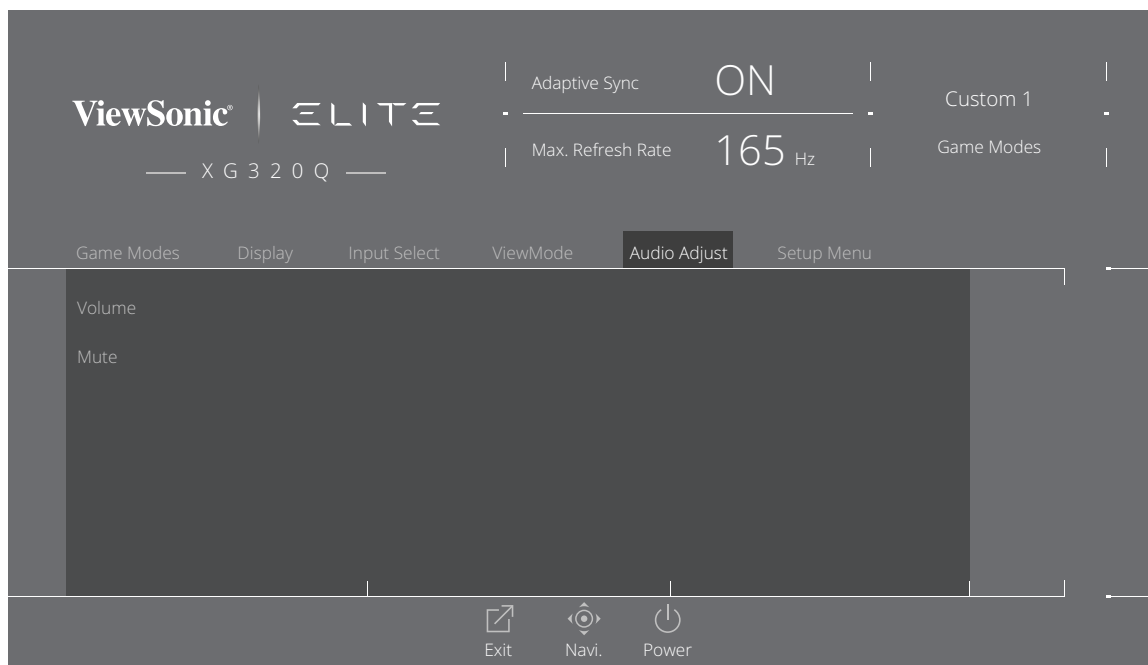 ViewSonic® | ELITE
XG320Q
Adaptive Sync ON
Max. Refresh Rate 165 Hz
Custom 1
Game Modes
Game Modes Display Input Select ViewMode Audio Adjust Setup Menu
Volume
Mute
Exit Navi. Power